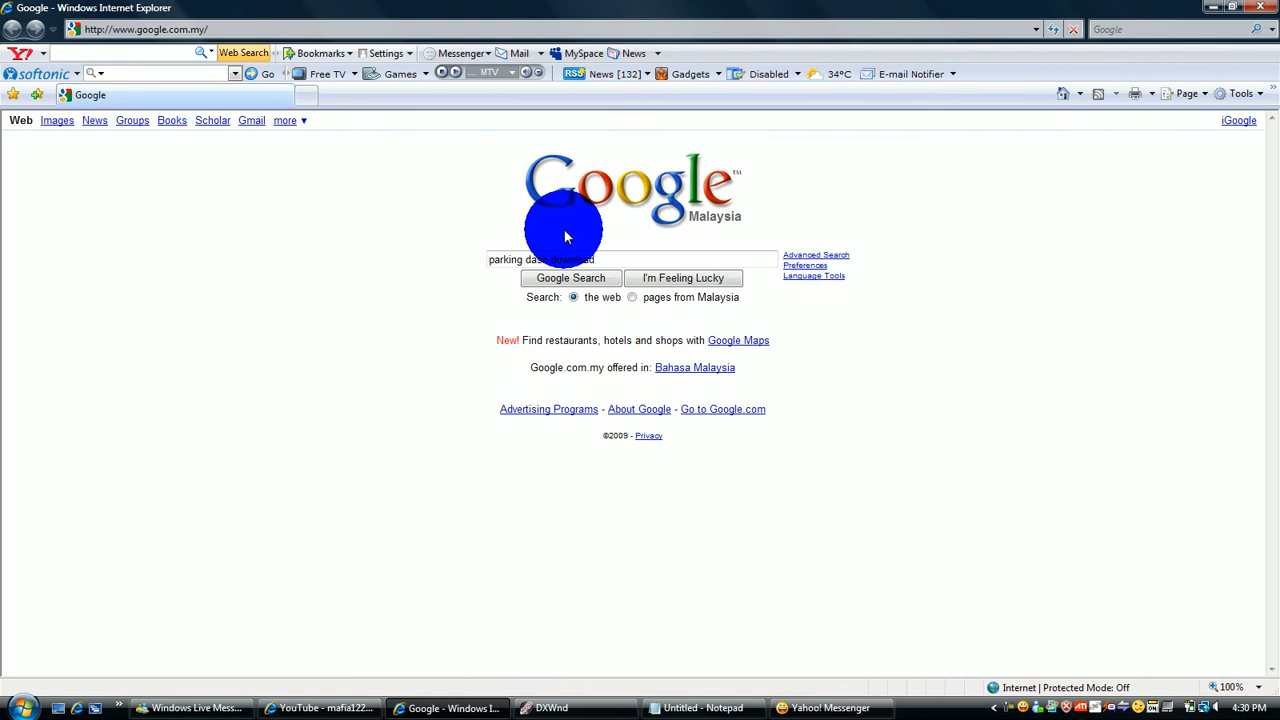 Google - Windows Internet Explorer
http://www.google.com.my/
Google
Y!
Web Search
Bookmarks
Settings
Messenger
Mail
MySpace
News
softonic
Go
Free TV
Games
MTV
RSS
News [132]
Gadgets
Disabled
34°C
E-mail Notifier
Google
Page
Tools
Web Images News Groups Books Scholar Gmail more ▼
iGoogle
Google™
Malaysia
parking dash download
Advanced Search
Preferences
Language Tools
Google Search
I'm Feeling Lucky
Search: the web pages from Malaysia
New! Find restaurants, hotels and shops with Google Maps
Google.com.my offered in: Bahasa Malaysia
Advertising Programs - About Google - Go to Google.com
©2009 - Privacy
Internet | Protected Mode: Off
100%
Windows Live Mess...
YouTube - mafia122...
Google - Windows I...
DXWnd
Untitled - Notepad
Yahoo! Messenger
4:30 PM